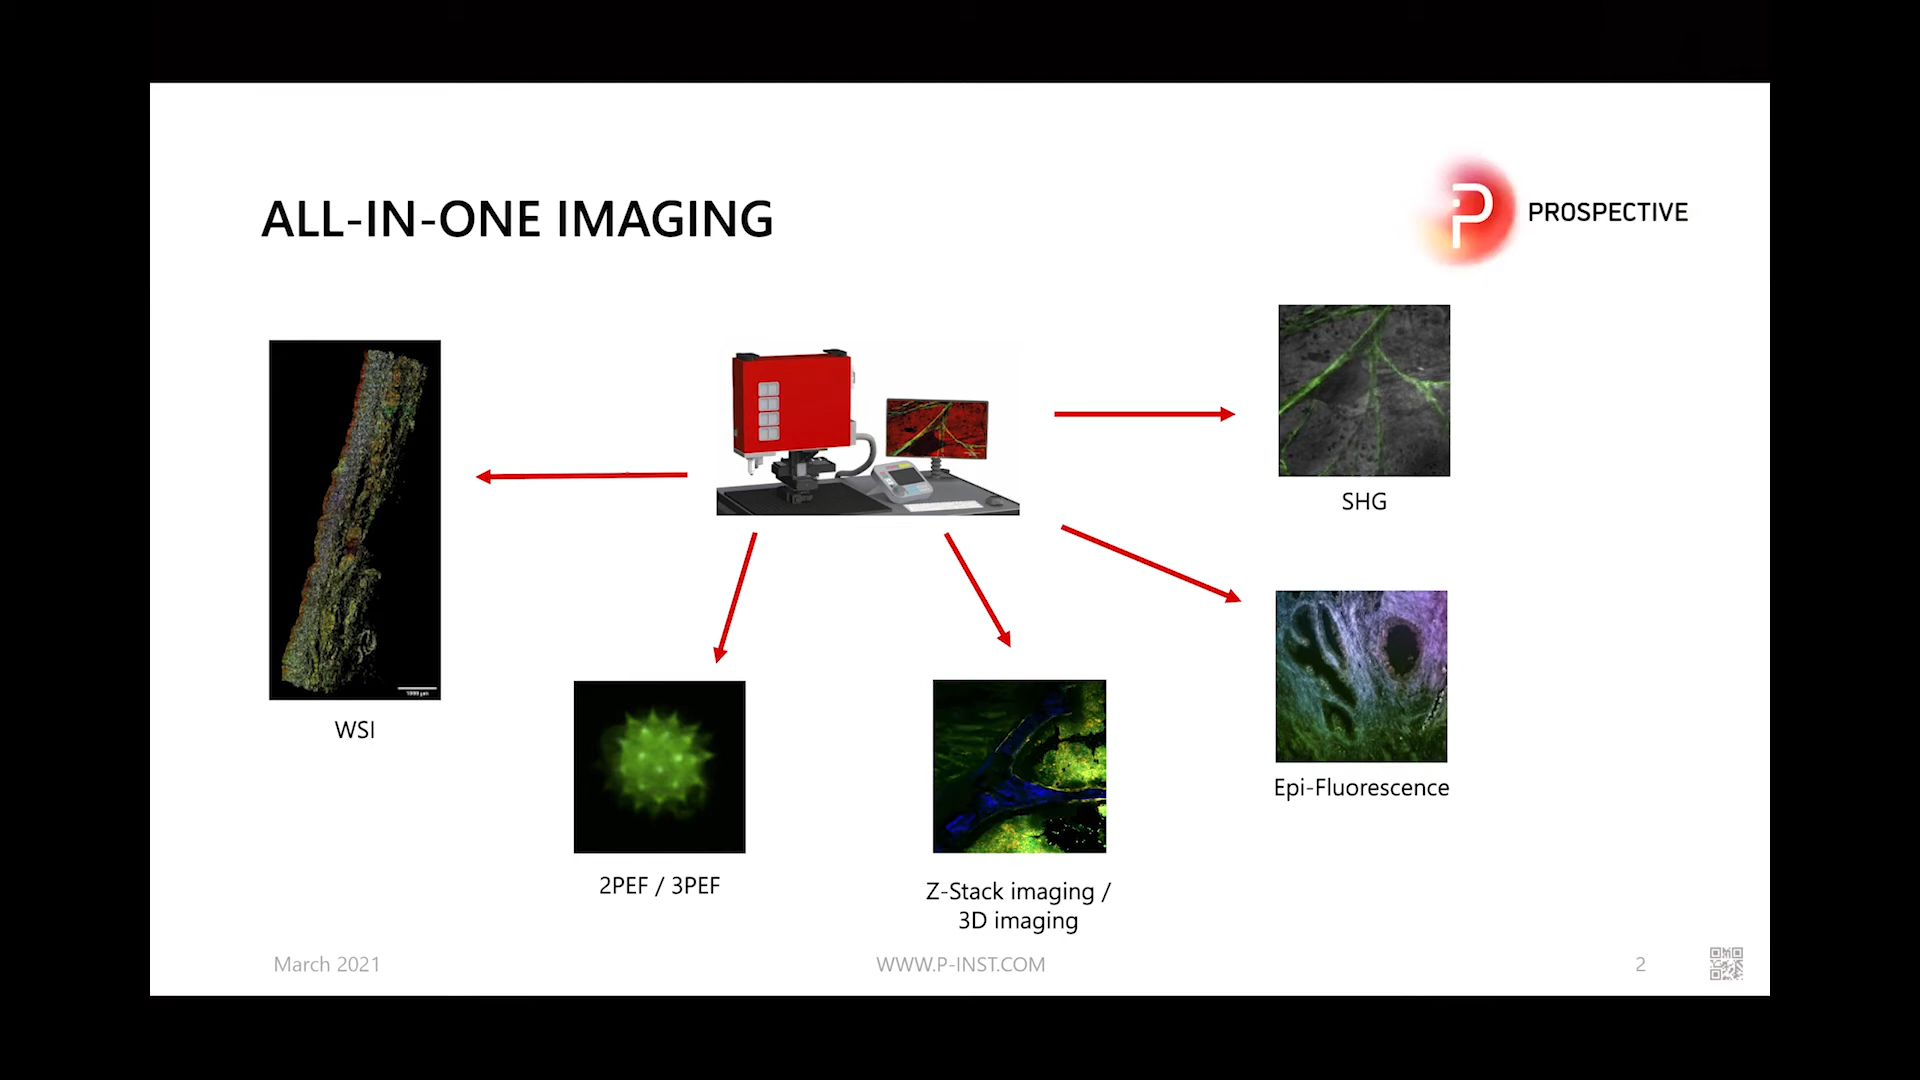 ALL-IN-ONE IMAGING
PROSPECTIVE
WSI
2PEF / 3PEF
Z-Stack imaging /
3D imaging
SHG
Epi-Fluorescence
March 2021
WWW.P-INST.COM
2